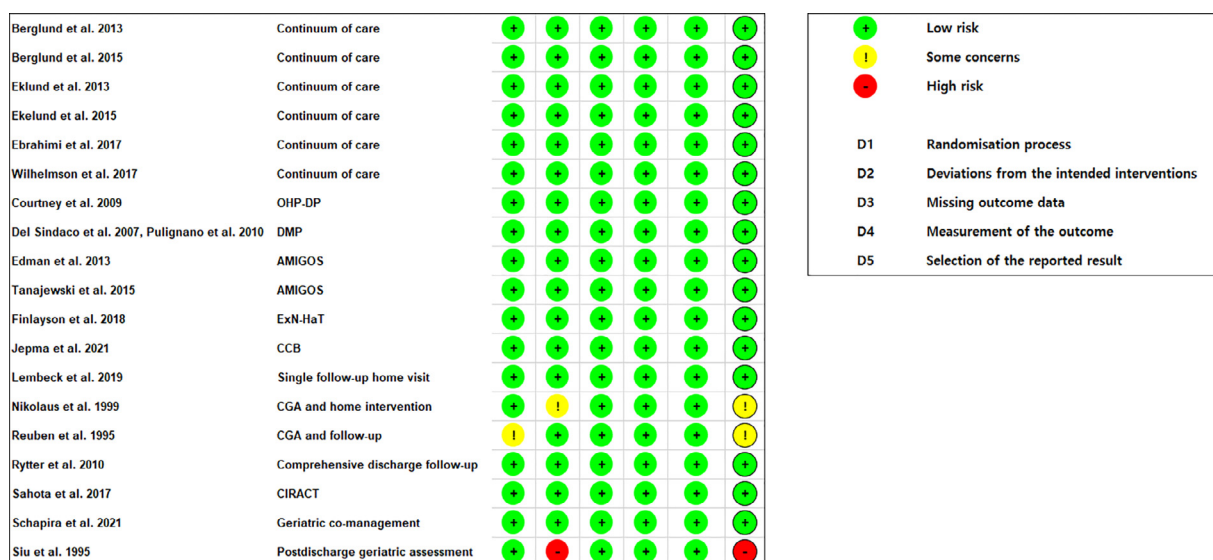 Berglund et al. 2013 Continuum of care + + + + + +
Berglund et al. 2015 Continuum of care + + + + + +
Eklund et al. 2013 Continuum of care + + + + + +
Ekelund et al. 2015 Continuum of care + + + + + +
Ebrahimi et al. 2017 Continuum of care + + + + + +
Wilhelmson et al. 2017 Continuum of care + + + + + +
Courtney et al. 2009 OHP-DP + + + + + +
Del Sindaco et al. 2007, Pulignano et al. 2010 DMP + + + + + +
Edman et al. 2013 AMIGOS + + + + + +
Tanajewski et al. 2015 AMIGOS + + + + + +
Finlayson et al. 2018 ExN-HaT + + + + + +
Jepma et al. 2021 CCB + + + + + +
Lembeck et al. 2019 Single follow-up home visit + + + + + +
Nikolaus et al. 1999 CGA and home intervention + ! + + + !
Reuben et al. 1995 CGA and follow-up ! + + + + !
Rytter et al. 2010 Comprehensive discharge follow-up + + + + + +
Sahota et al. 2017 CIRACT + + + + + +
Schapira et al. 2021 Geriatric co-management + + + + + +
Siu et al. 1995 Postdischarge geriatric assessment + - + + + -
+ Low risk
! Some concerns
- High risk
D1 Randomisation process
D2 Deviations from the intended interventions
D3 Missing outcome data
D4 Measurement of the outcome
D5 Selection of the reported result